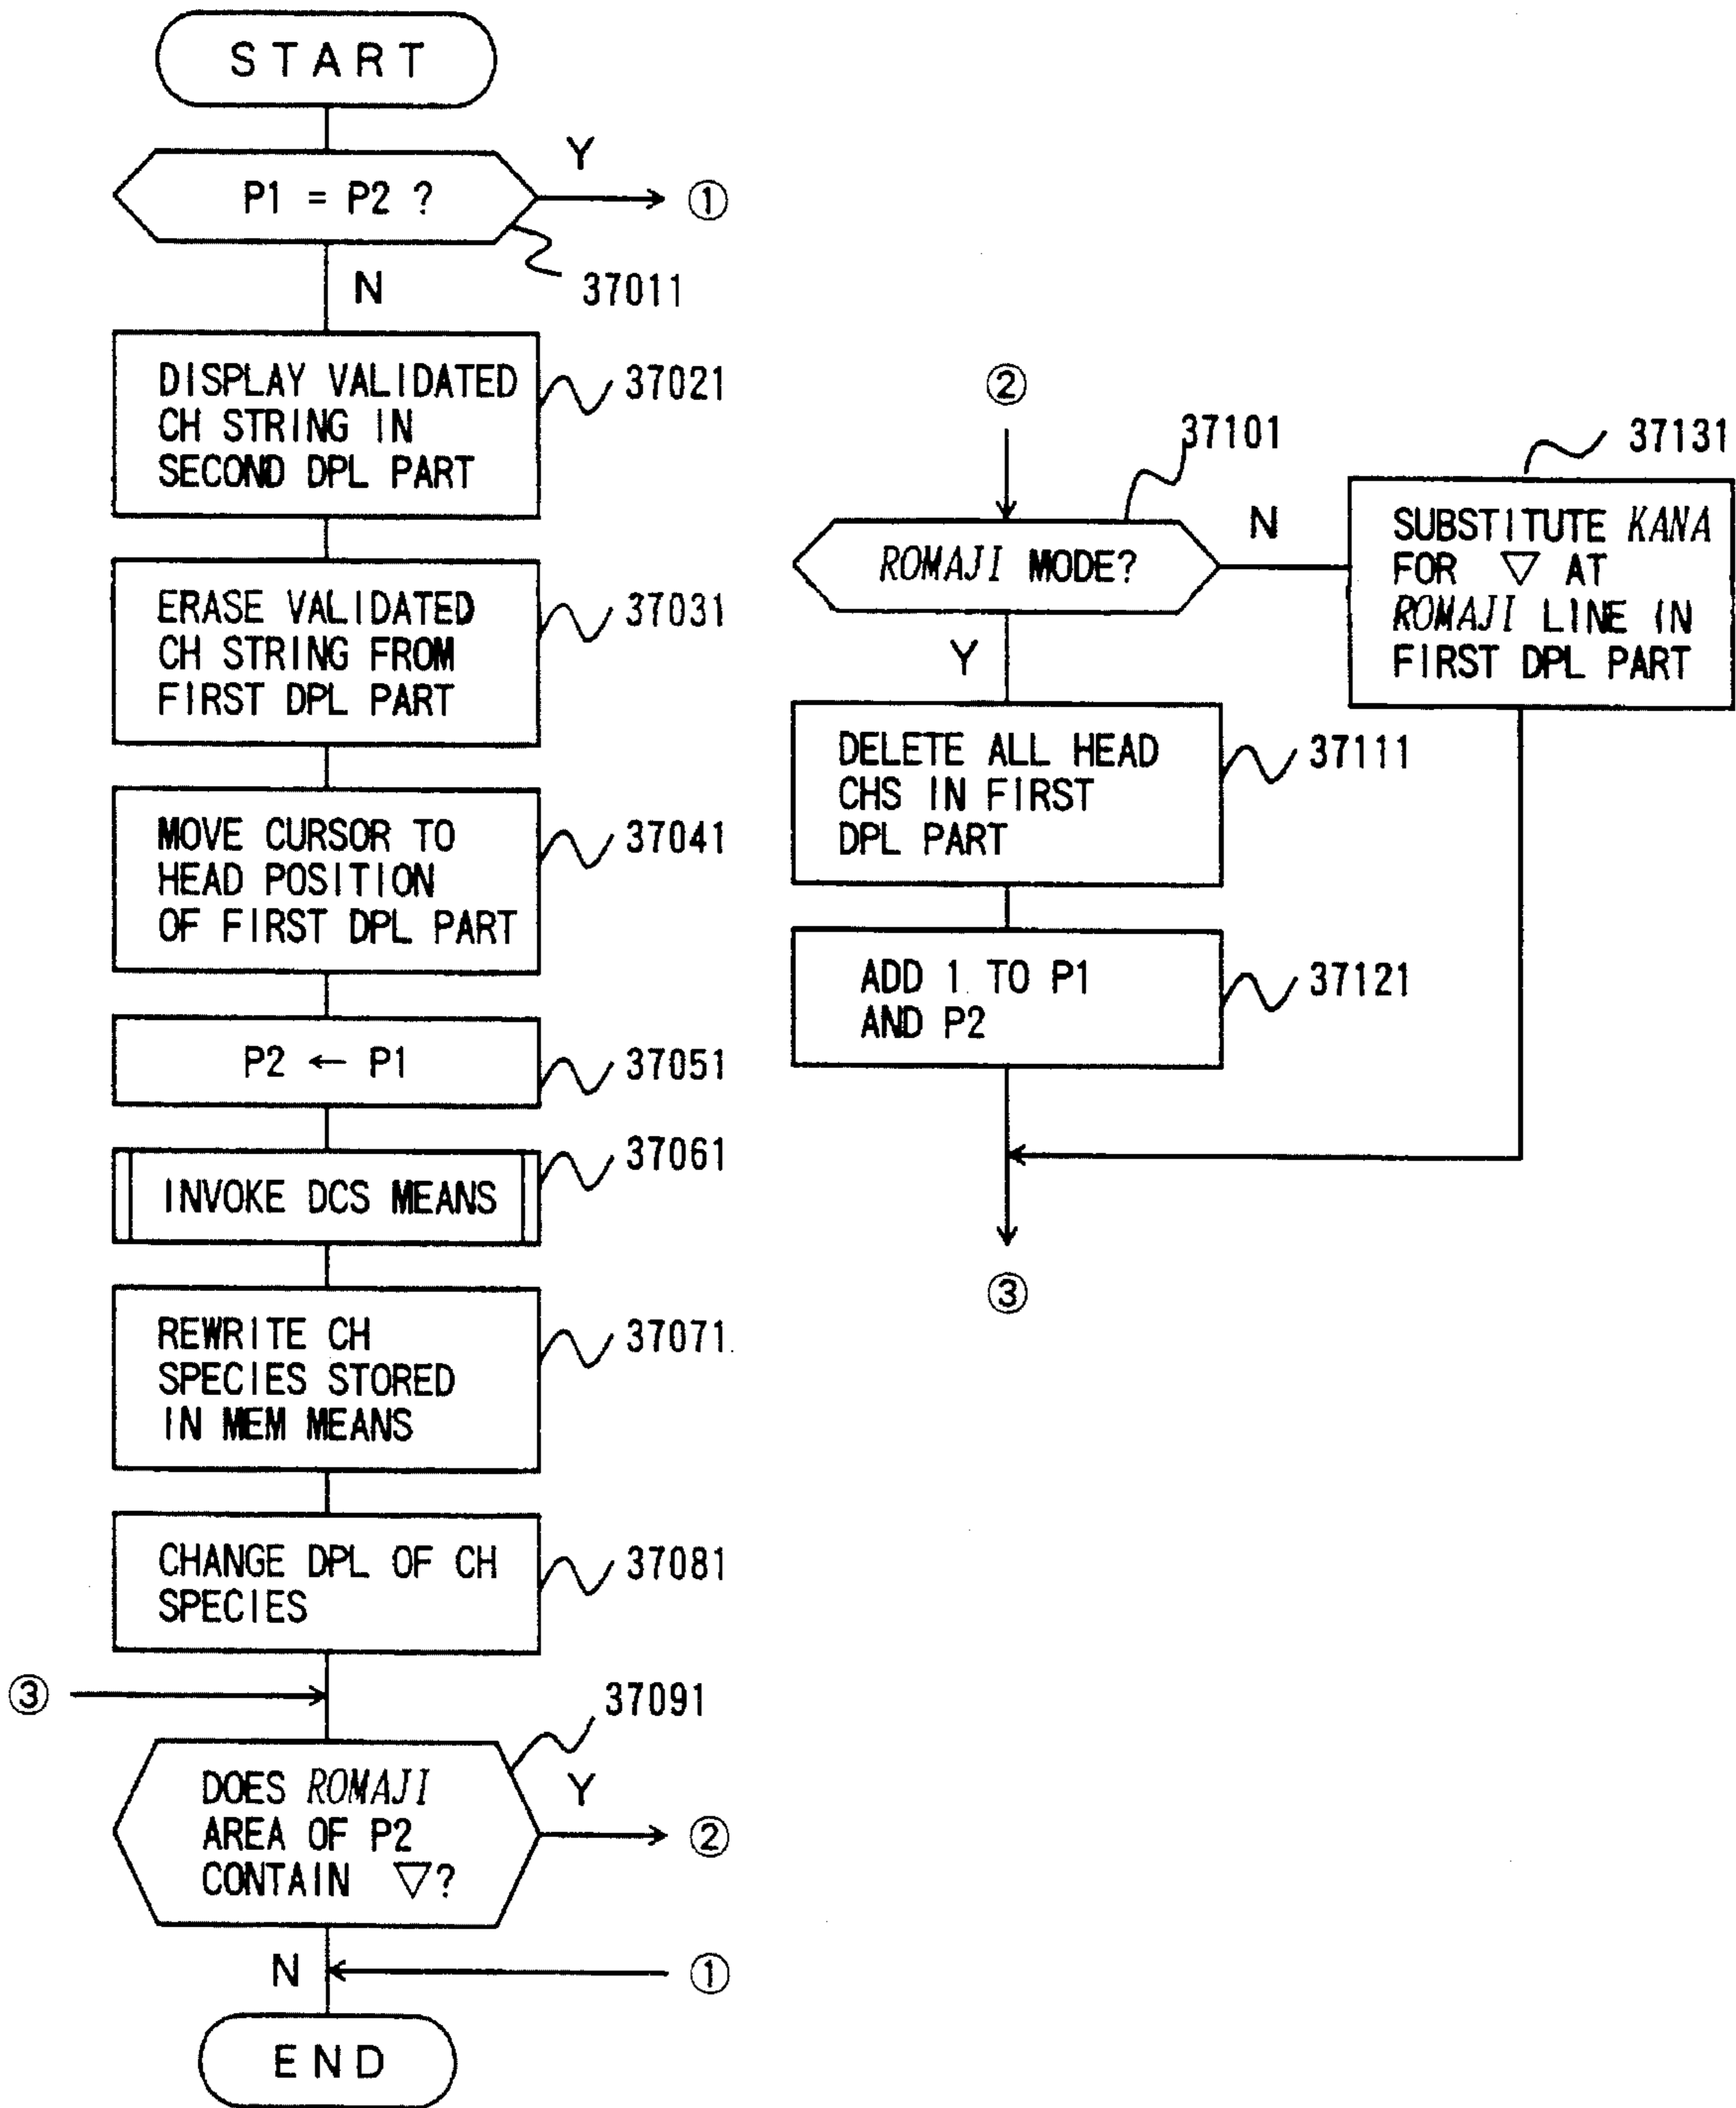 START
P1 = P2 ?
Y
①
37011
N
DISPLAY VALIDATED
CH STRING IN
SECOND DPL PART
37021
ERASE VALIDATED
CH STRING FROM
FIRST DPL PART
37031
MOVE CURSOR TO
HEAD POSITION
OF FIRST DPL PART
37041
P2 ← P1
37051
INVOKE DCS MEANS
37061
REWRITE CH
SPECIES STORED
IN MEM MEANS
37071
CHANGE DPL OF CH
SPECIES
37081
③
37091
DOES ROMAJI
AREA OF P2
CONTAIN ▽?
Y
②
N
①
END
②
37101
ROMAJI MODE?
N
37131
SUBSTITUTE KANA
FOR ▽ AT
ROMAJI LINE IN
FIRST DPL PART
Y
DELETE ALL HEAD
CHS IN FIRST
DPL PART
37111
ADD 1 TO P1
AND P2
37121
③